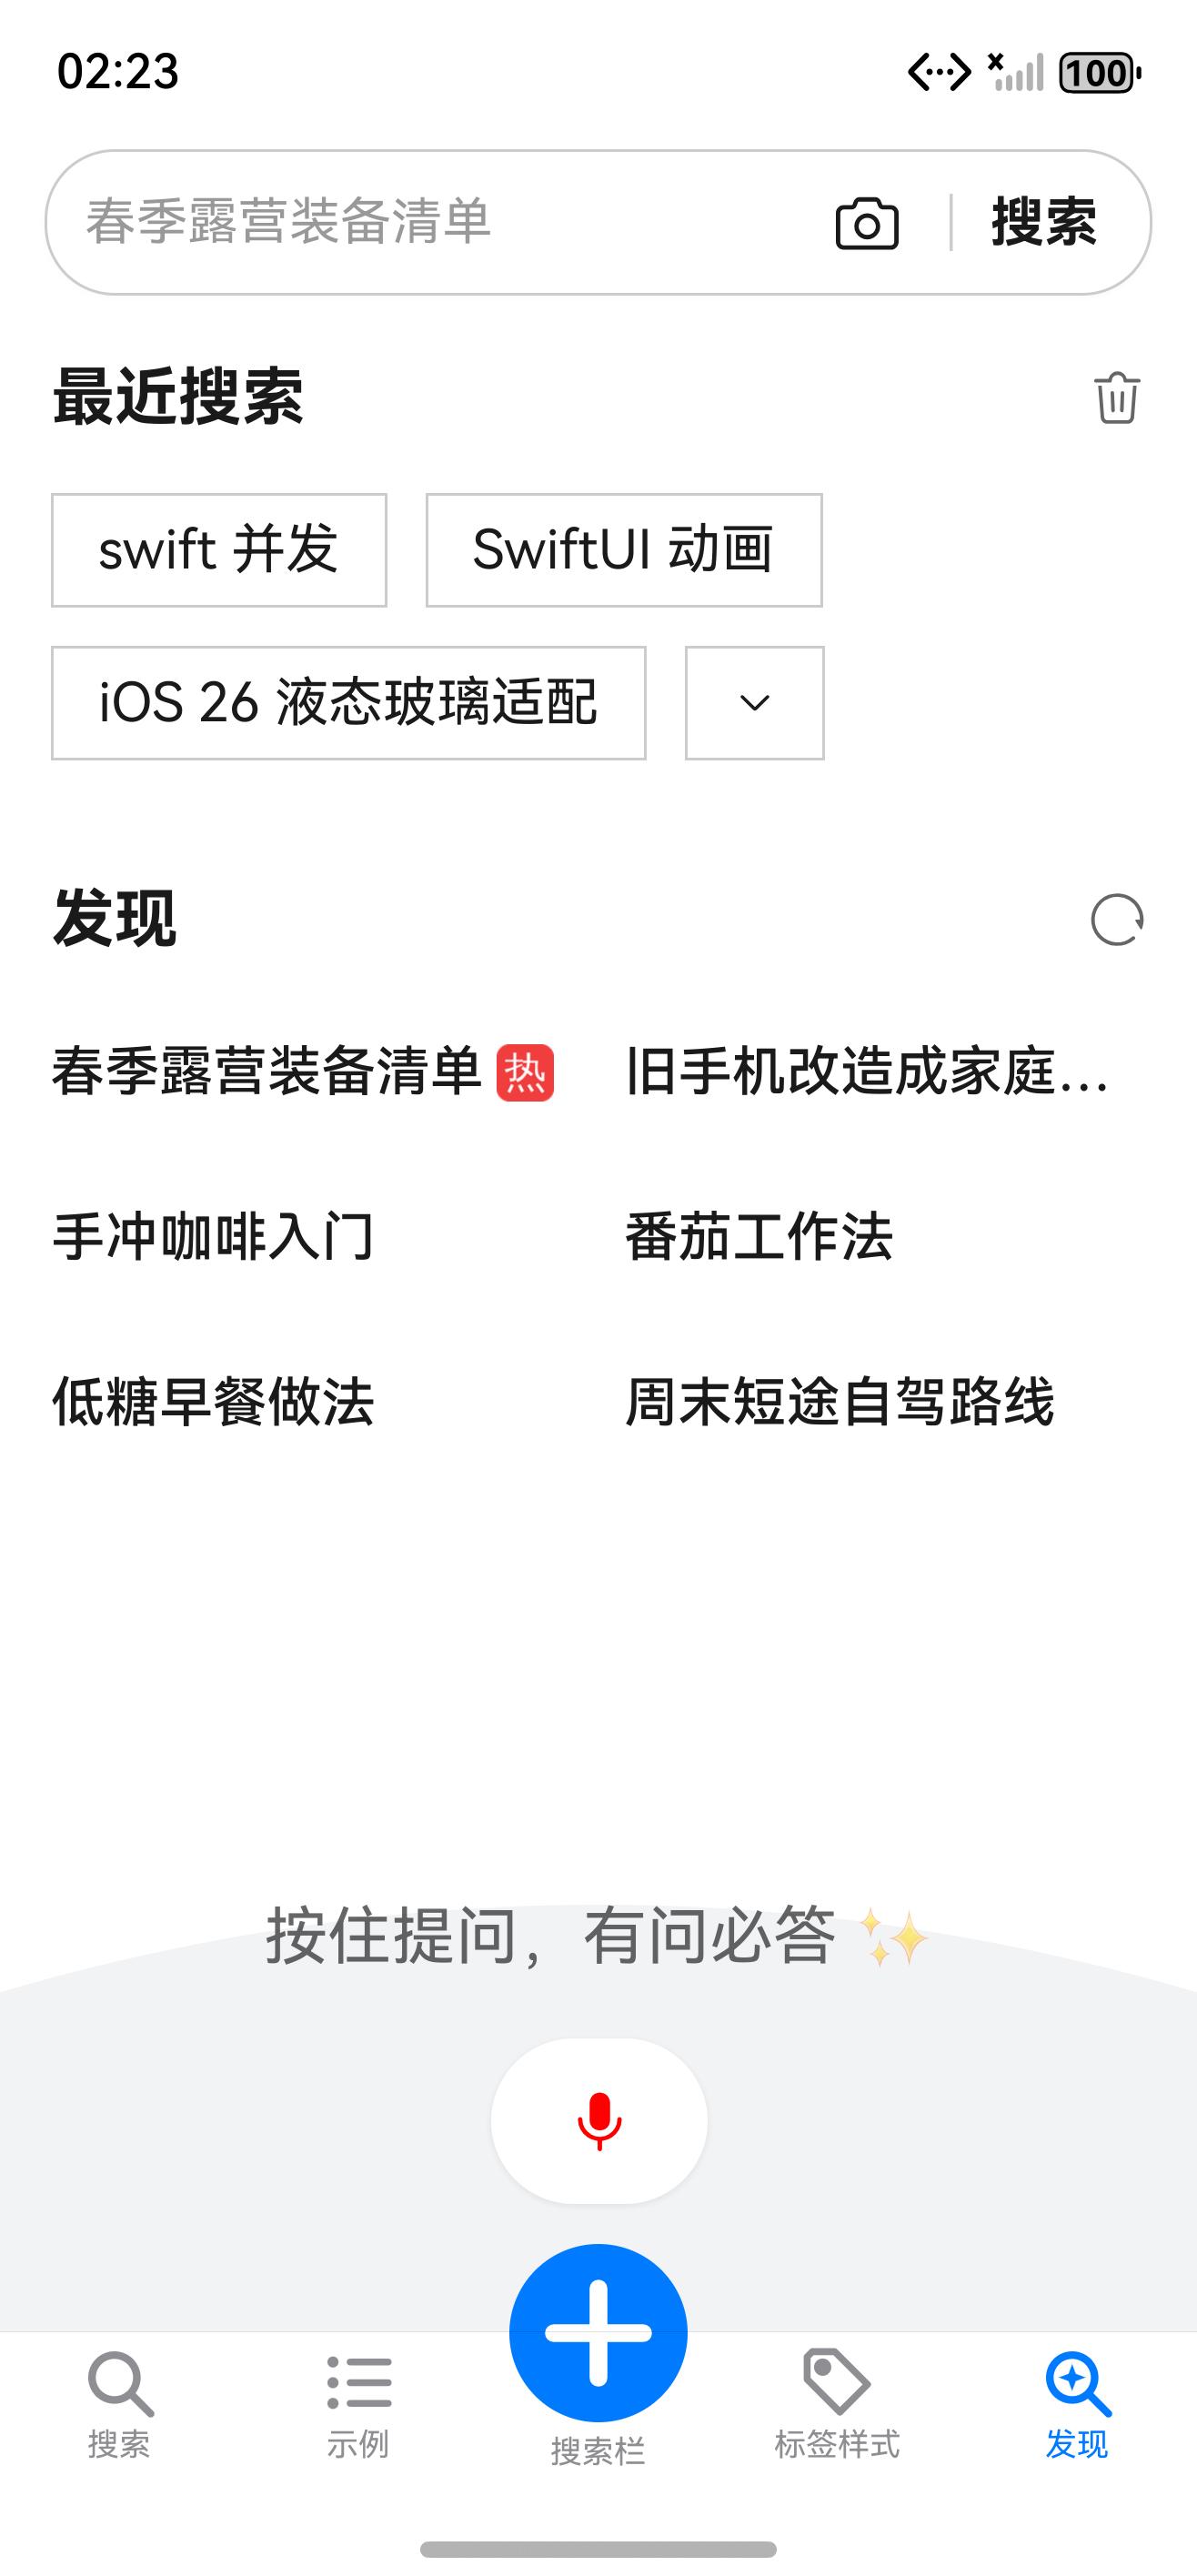 02:23
100
春季露营装备清单
搜索
最近搜索
swift 并发
SwiftUI 动画
iOS 26 液态玻璃适配
发现
春季露营装备清单 热
旧手机改造成家庭...
手冲咖啡入门
番茄工作法
低糖早餐做法
周末短途自驾路线
按住提问，有问必答 ✨
搜索
示例
搜索栏
标签样式
发现